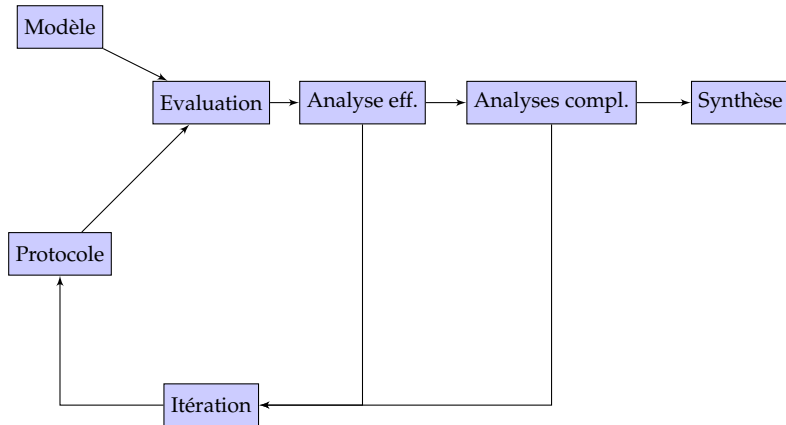 Modèle
Evaluation
Analyse eff.
Analyses compl.
Synthèse
Protocole
Itération